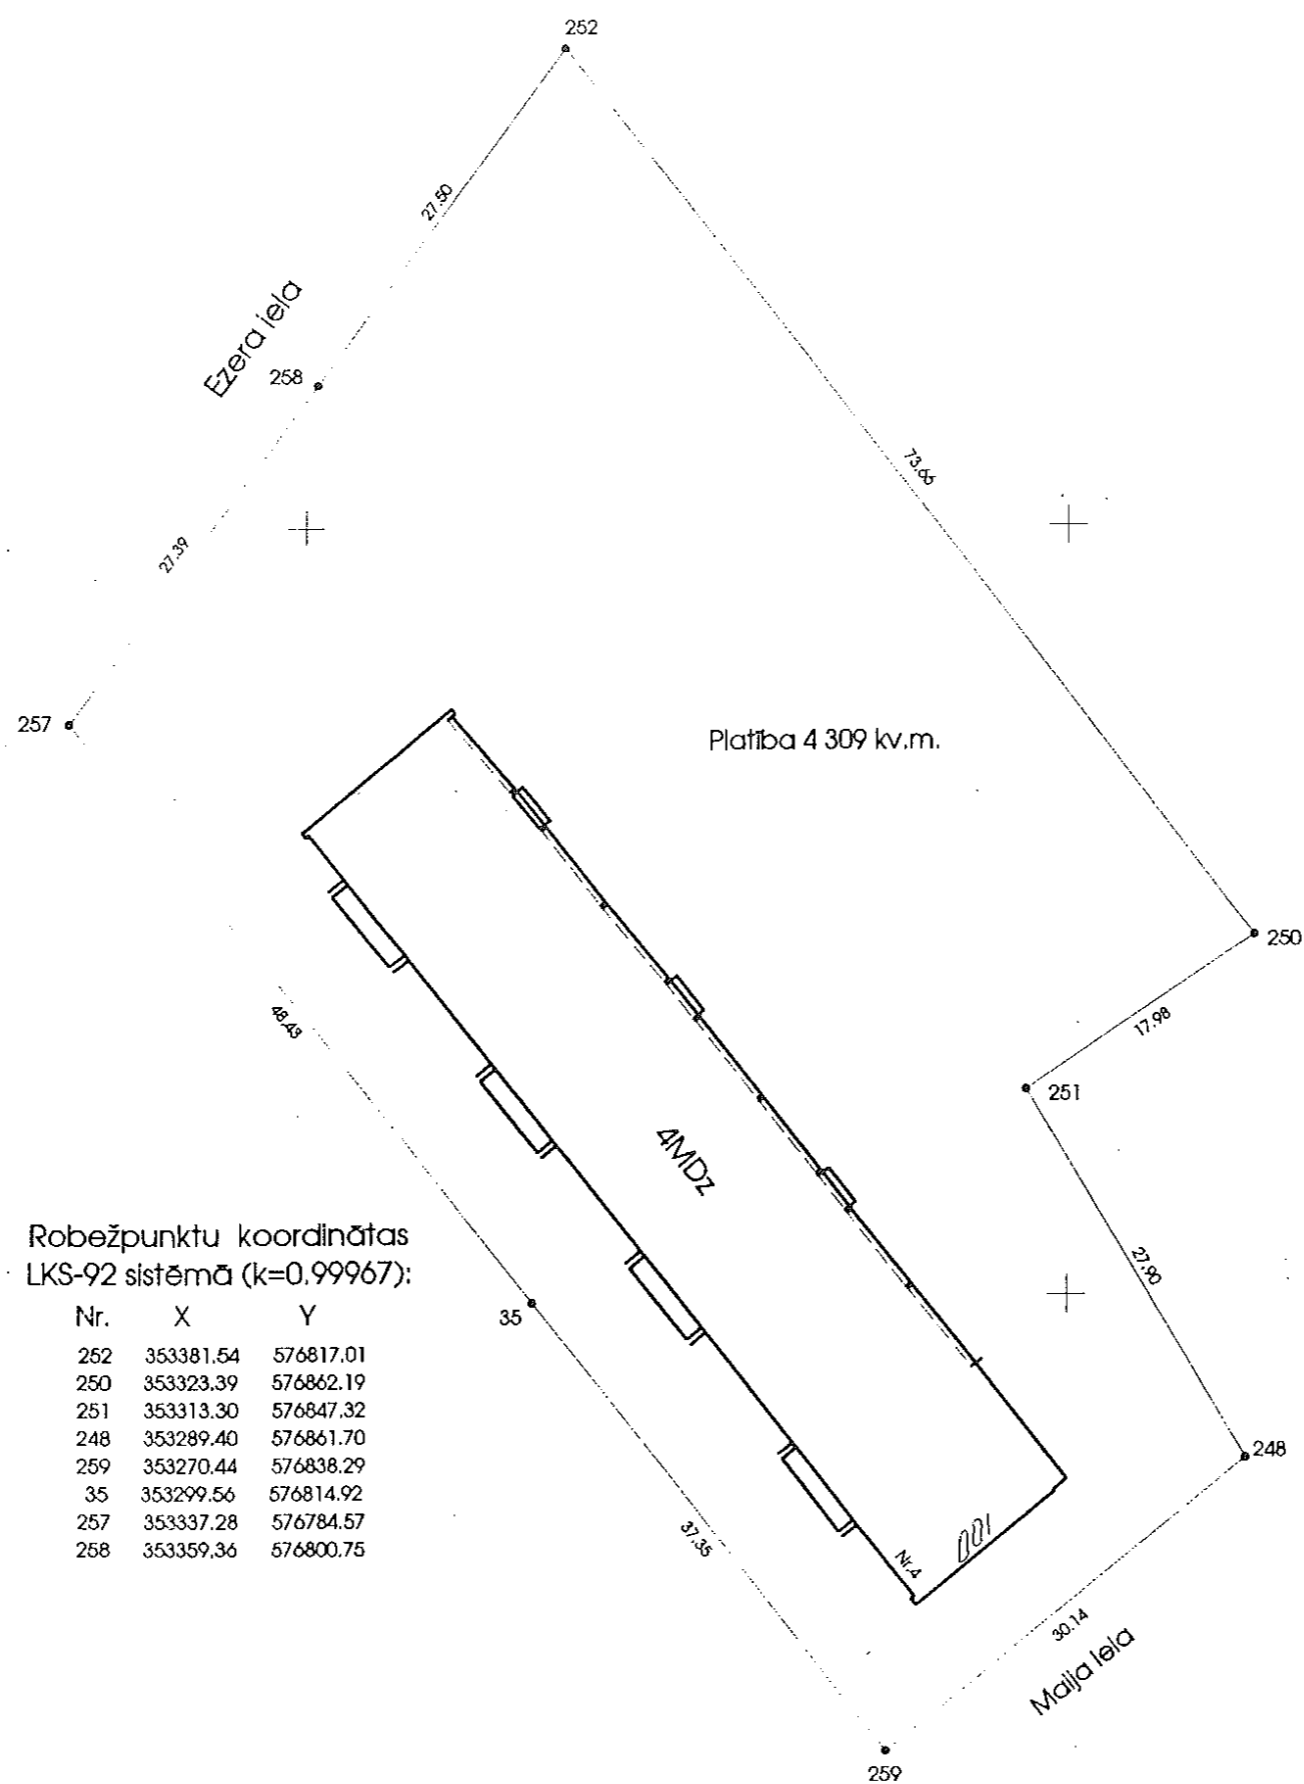 252
27.50
Ezera iela
258
73.66
27.39
257
Platība 4 309 kv.m.
250
17.98
251
48.43
4MDz
27.90
Robežpunktu koordinātas
LKS-92 sistēmā (k=0.99967):
35
Nr. X Y
252 353381.54 576817.01
250 353323.39 576862.19
251 353313.30 576847.32
248 353289.40 576861.70
259 353270.44 576838.29
35 353299.56 576814.92
257 353337.28 576784.57
258 353359.36 576800.75
248
37.35
Nr.4
001
30.14
Maija iela
259